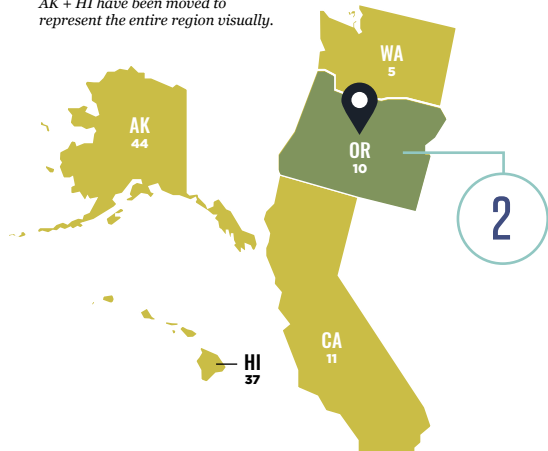 AK + HI have been moved to
represent the entire region visually.
WA
5
AK
44
OR
10
2
CA
11
HI
37